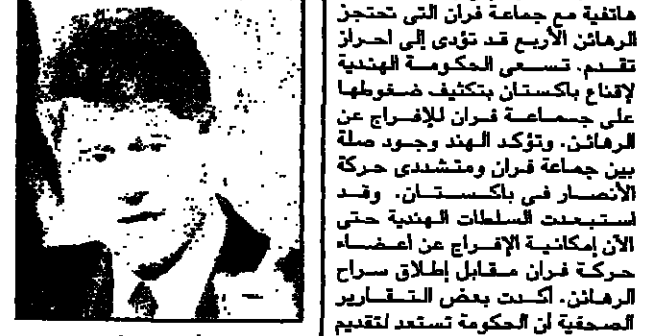 هاتفية مع جماعة فران التى تحتجز
الرهائن الأربع قد تؤدى إلى احراز
تقدم. تسعى الحكومة الهندية
لإقناع باكستان بتكثيف ضغوطها
على جماعة فران للإفراج عن
الرهائن. وتؤكد الهند وجود صلة
بين جماعة فران ومتشددى حركة
الأنصار فى باكستان. وقد
استبعدت السلطات الهندية حتى
الآن إمكانية الإفراج عن أعضاء
حركة فران مقابل إطلاق سراح
الرهائن. اكدت بعض التقارير
الصحفية أن الحكومة تستعد لتقديم